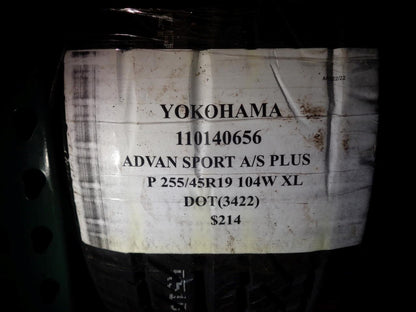 YOKOHAMA
110140656
ADVAN SPORT A/S PLUS
P 255/45R19 104W XL
DOT(3422)
$214